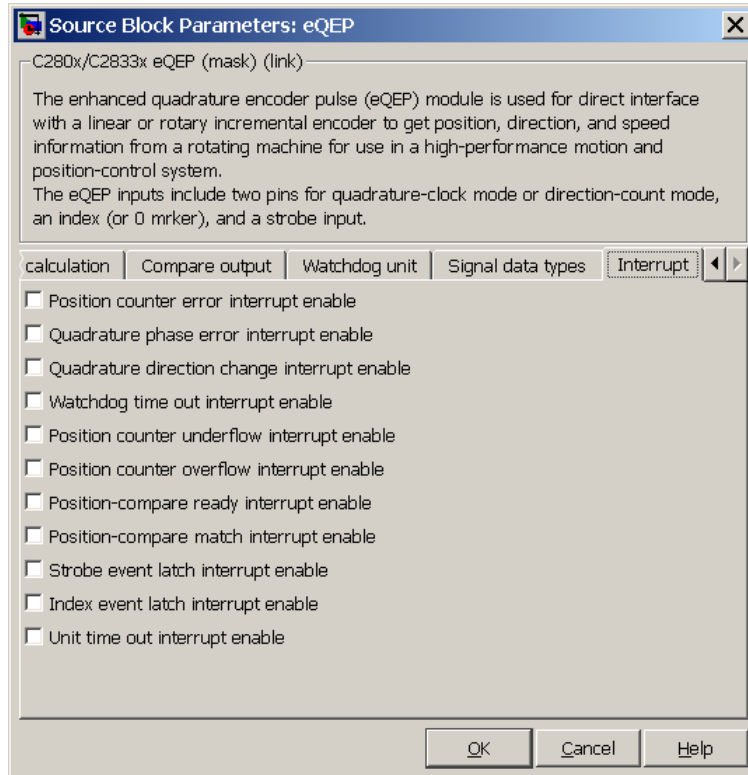 Source Block Parameters: eQEP
C280x/C2833x eQEP (mask) (link)
The enhanced quadrature encoder pulse (eQEP) module is used for direct interface
with a linear or rotary incremental encoder to get position, direction, and speed
information from a rotating machine for use in a high-performance motion and
position-control system.
The eQEP inputs include two pins for quadrature-clock mode or direction-count mode,
an index (or 0 mrker), and a strobe input.
calculation Compare output Watchdog unit Signal data types Interrupt
Position counter error interrupt enable
Quadrature phase error interrupt enable
Quadrature direction change interrupt enable
Watchdog time out interrupt enable
Position counter underflow interrupt enable
Position counter overflow interrupt enable
Position-compare ready interrupt enable
Position-compare match interrupt enable
Strobe event latch interrupt enable
Index event latch interrupt enable
Unit time out interrupt enable
OK Cancel Help